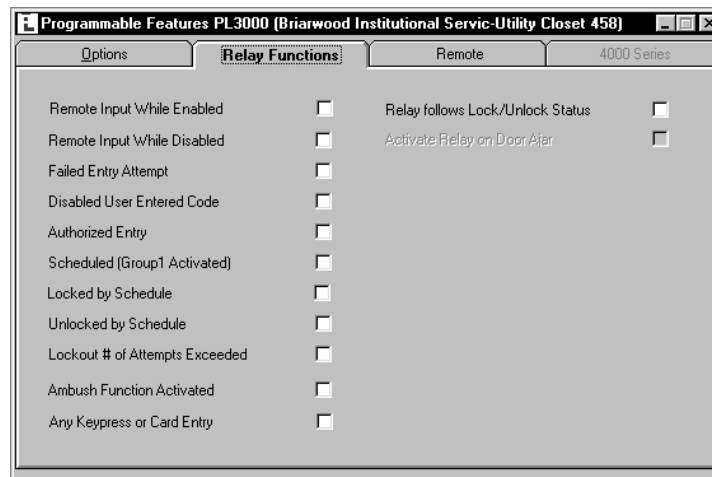 Programmable Features PL3000 (Briarwood Institutional Servic-Utility Closet 458)
Options
Relay Functions
Remote
4000 Series
Remote Input While Enabled
Remote Input While Disabled
Failed Entry Attempt
Disabled User Entered Code
Authorized Entry
Scheduled (Group1 Activated)
Locked by Schedule
Unlocked by Schedule
Lockout # of Attempts Exceeded
Ambush Function Activated
Any Keypress or Card Entry
Relay follows Lock/Unlock Status
Activate Relay on Door Ajar